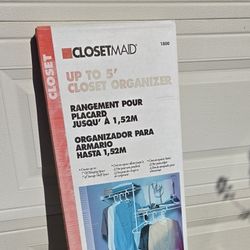 CLOSETMAID
1800
UP TO 5'
CLOSET ORGANIZER
CLOSET
RANGEMENT POUR
PLACARD
JUSQU'À 1,52M
ORGANIZADOR PARA
ARMARIO
HASTA 1,52M